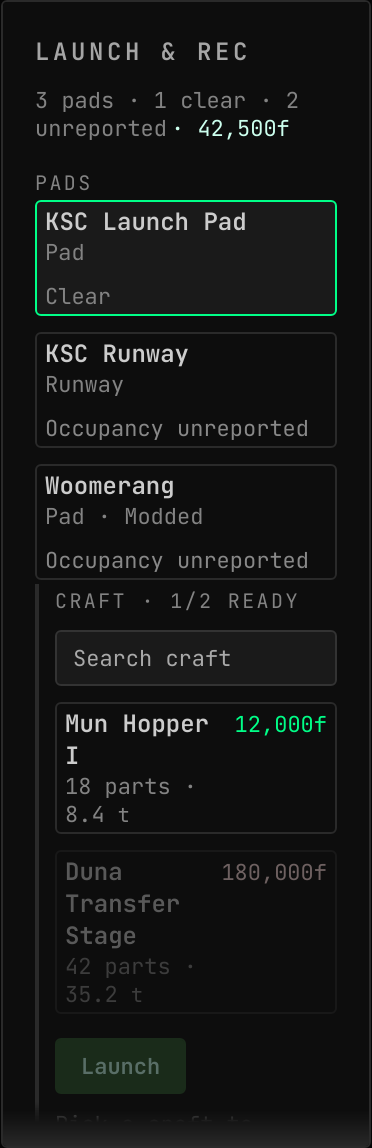 LAUNCH & REC
3 pads · 1 clear · 2
unreported · 42,500f
PADS
KSC Launch Pad
Pad
Clear
KSC Runway
Runway
Occupancy unreported
Woomerang
Pad · Modded
Occupancy unreported
CRAFT · 1/2 READY
Search craft
Mun Hopper 12,000f
I
18 parts ·
8.4 t
Duna 180,000f
Transfer
Stage
42 parts ·
35.2 t
Launch